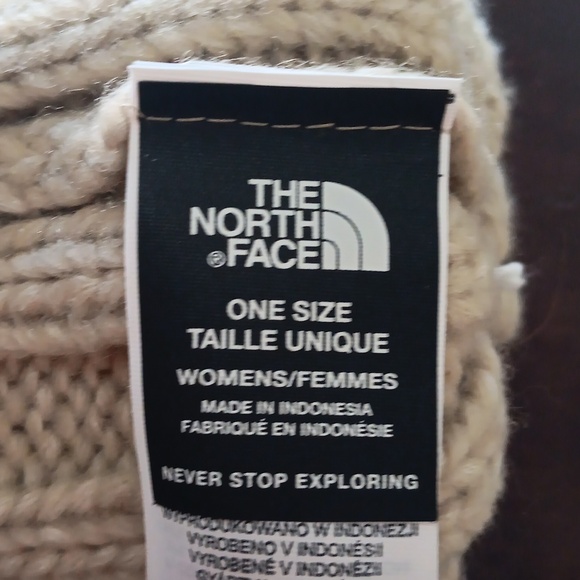 THE
NORTH
®FACE
ONE SIZE
TAILLE UNIQUE
WOMENS/FEMMES
MADE IN INDONESIA
FABRIQUÉ EN INDONÉSIE
NEVER STOP EXPLORING
WYPRODUKOWANO W INDONEZJI
VYROBENO V INDONÉSII
VYROBENÉ V INDONÉZII